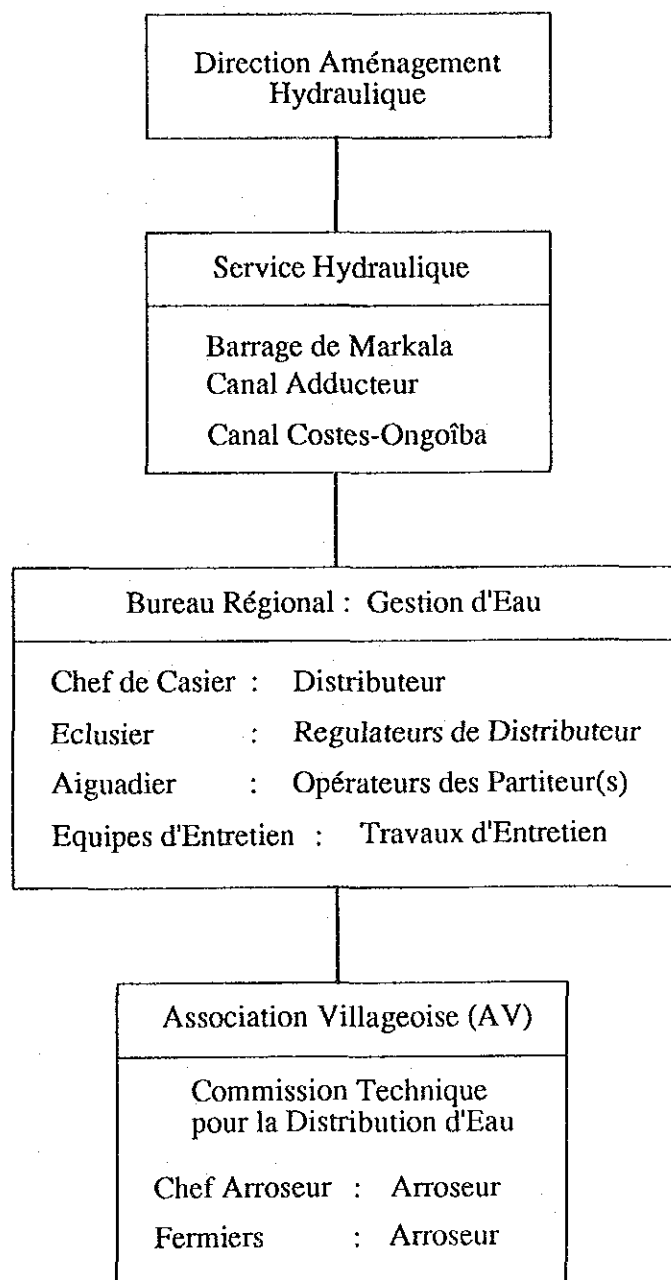 Direction Aménagement
Hydraulique
Service Hydraulique
Barrage de Markala
Canal Adducteur
Canal Costes-Ongoîba
Bureau Régional : Gestion d'Eau
Chef de Casier : Distributeur
Eclusier : Regulateurs de Distributeur
Aiguadier : Opérateurs des Partiteur(s)
Equipes d'Entretien : Travaux d'Entretien
Association Villageoise (AV)
Commission Technique
pour la Distribution d'Eau
Chef Arroseur : Arroseur
Fermiers : Arroseur